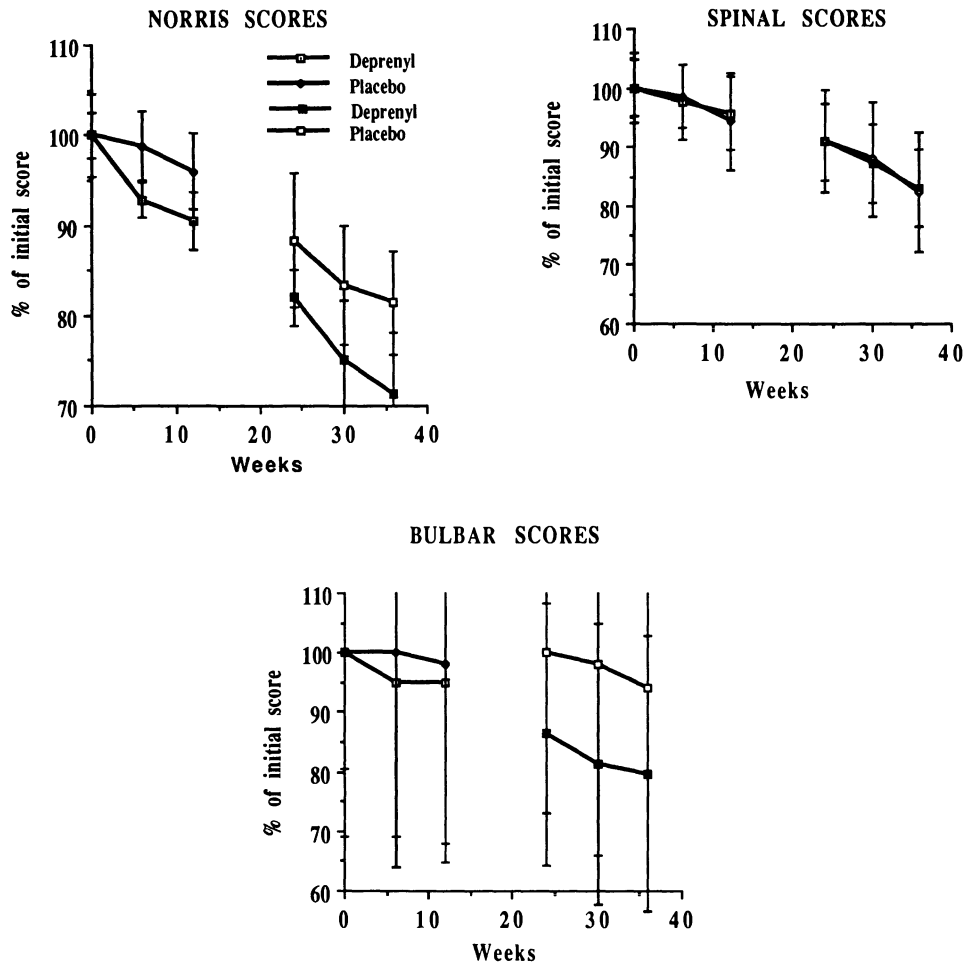 NORRIS SCORES
110
100
90
80
70
% of initial score
0 10 20 30 40
Weeks
Deprenyl
Placebo
Deprenyl
Placebo
SPINAL SCORES
110
100
90
80
70
60
% of initial score
0 10 20 30 40
Weeks
BULBAR SCORES
110
100
90
80
70
60
% of initial score
0 10 20 30 40
Weeks